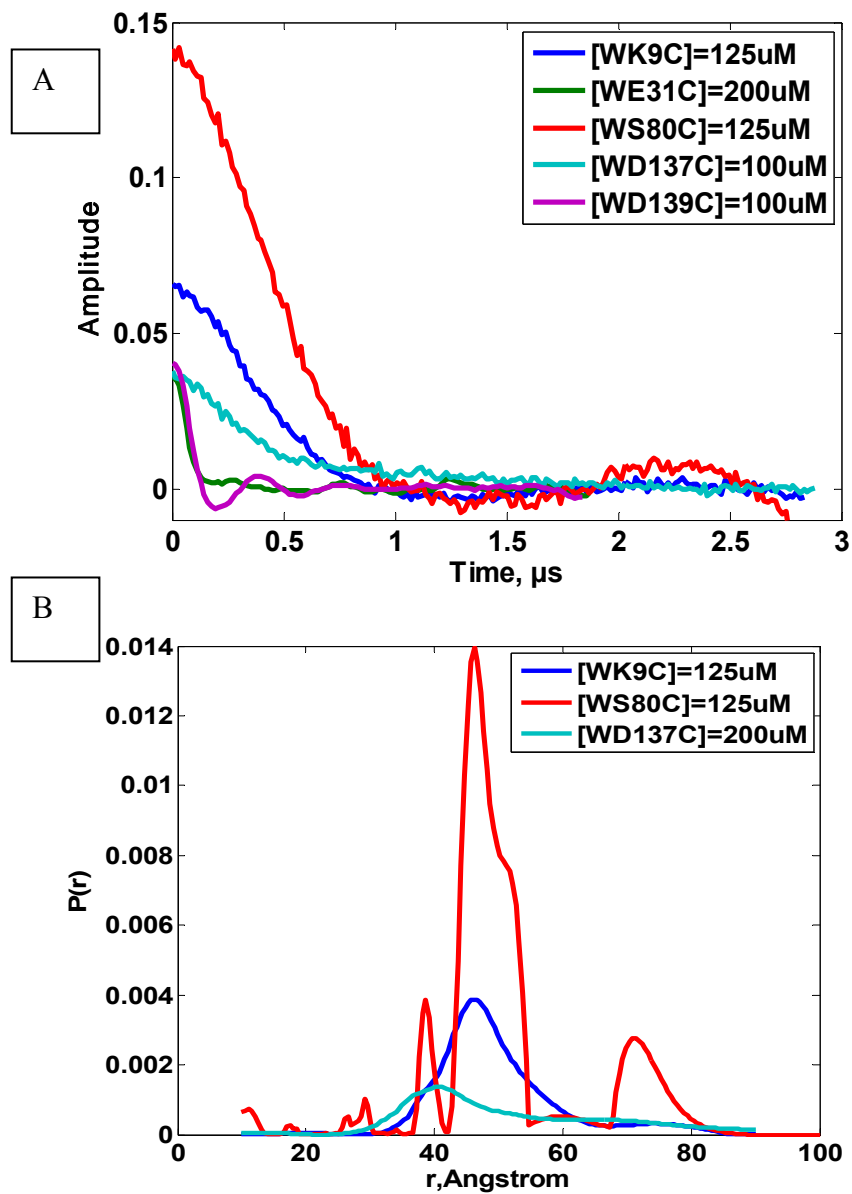 A
0.15
0.1
0.05
0
Amplitude
[WK9C]=125uM
[WE31C]=200uM
[WS80C]=125uM
[WD137C]=100uM
[WD139C]=100uM
0 0.5 1 1.5 2 2.5 3
Time, µs
B
0.014
0.012
0.01
0.008
0.006
0.004
0.002
0
P(r)
[WK9C]=125uM
[WS80C]=125uM
[WD137C]=200uM
0 20 40 60 80 100
r,Angstrom